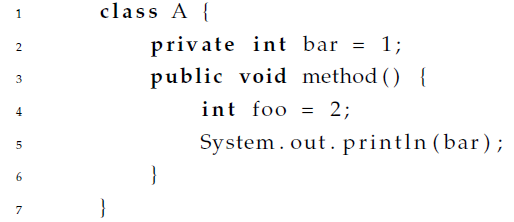 1 class A {
2 private int bar = 1;
3 public void method() {
4 int foo = 2;
5 System.out.println(bar);
6 }
7 }